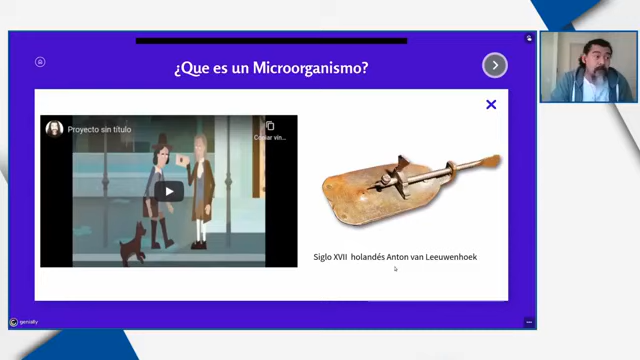 ¿Que es un Microorganismo?
Proyecto sin título
Copiar vín...
Siglo XVII holandés Anton van Leeuwenhoek
genially